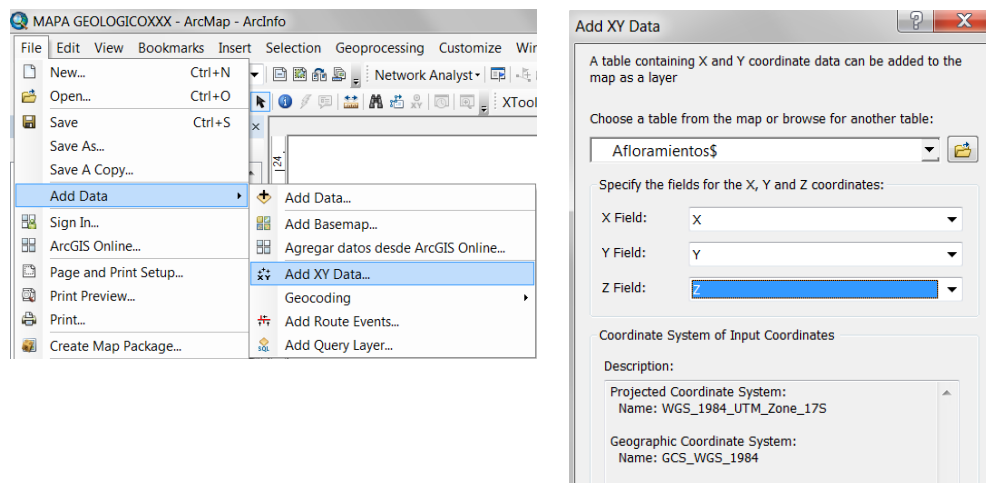 MAPA GEOLOGICOXXX - ArcMap - ArcInfo
File Edit View Bookmarks Insert Selection Geoprocessing Customize
New... Ctrl+N
Network Analyst
Open... Ctrl+O
XTool
Save Ctrl+S
Save As...
24
Save A Copy...
Add Data
Add Data...
Sign In...
Add Basemap...
ArcGIS Online...
Agregar datos desde ArcGIS Online...
Page and Print Setup...
Add XY Data...
Print Preview...
Geocoding
Print...
Add Route Events...
Create Map Package...
SQL
Add Query Layer...
Add XY Data
A table containing X and Y coordinate data can be added to the
map as a layer
Choose a table from the map or browse for another table:
Afloramientos$
Specify the fields for the X, Y and Z coordinates:
X Field: X
Y Field: Y
Z Field: Z
Coordinate System of Input Coordinates
Description:
Projected Coordinate System:
Name: WGS_1984_UTM_Zone_17S
Geographic Coordinate System:
Name: GCS_WGS_1984